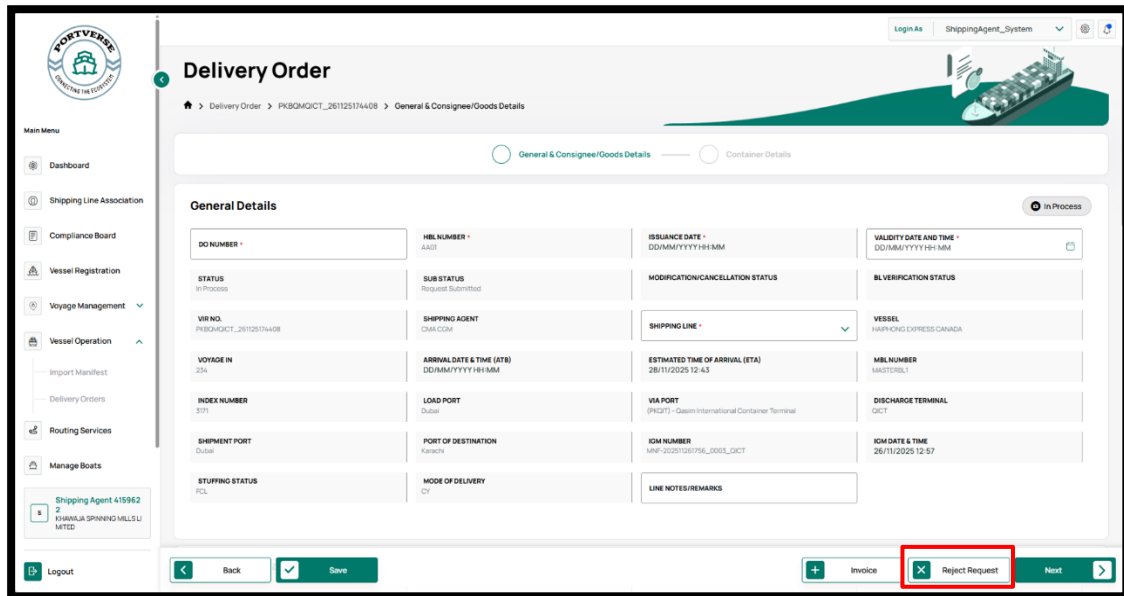 PORTVERSE
CONNECTING THE ECOSYSTEM
Login As ShippingAgent_System
Delivery Order
> Delivery Order > PKBQMQICT_261125174408 > General & Consignee/Goods Details
General & Consignee/Goods Details
Container Details
Main Menu
Dashboard
Shipping Line Association
Compliance Board
Vessel Registration
Voyage Management
Vessel Operation
Import Manifest
Delivery Orders
Routing Services
Manage Boats
S
Shipping Agent 415962
2
KHAWAJA SPINNING MILLS LI
MITED
Logout
General Details
In Process
DO NUMBER *
HBL NUMBER *
AA01
ISSUANCE DATE *
DD/MM/YYYY HH:MM
VALIDITY DATE AND TIME *
DD/MM/YYYY HH:MM
STATUS
In Process
SUB STATUS
Request Submitted
MODIFICATION/CANCELLATION STATUS
BL VERIFICATION STATUS
VIR NO.
PKBQMQICT_261125174408
SHIPPING AGENT
CMA CGM
SHIPPING LINE *
VESSEL
HAIPHONG EXPRESS CANADA
VOYAGE IN
234
ARRIVAL DATE & TIME (ATB)
DD/MM/YYYY HH:MM
ESTIMATED TIME OF ARRIVAL (ETA)
28/11/2025 12:43
MBL NUMBER
MASTERBL1
INDEX NUMBER
3171
LOAD PORT
Dubai
VIA PORT
(PKQIT) - Qasim International Container Terminal
DISCHARGE TERMINAL
QICT
SHIPMENT PORT
Dubai
PORT OF DESTINATION
Karachi
IGM NUMBER
MNF-202511261756_0003_QICT
IGM DATE & TIME
26/11/2025 12:57
STUFFING STATUS
FCL
MODE OF DELIVERY
CY
LINE NOTES/REMARKS
Back
Save
Invoice
Reject Request
Next